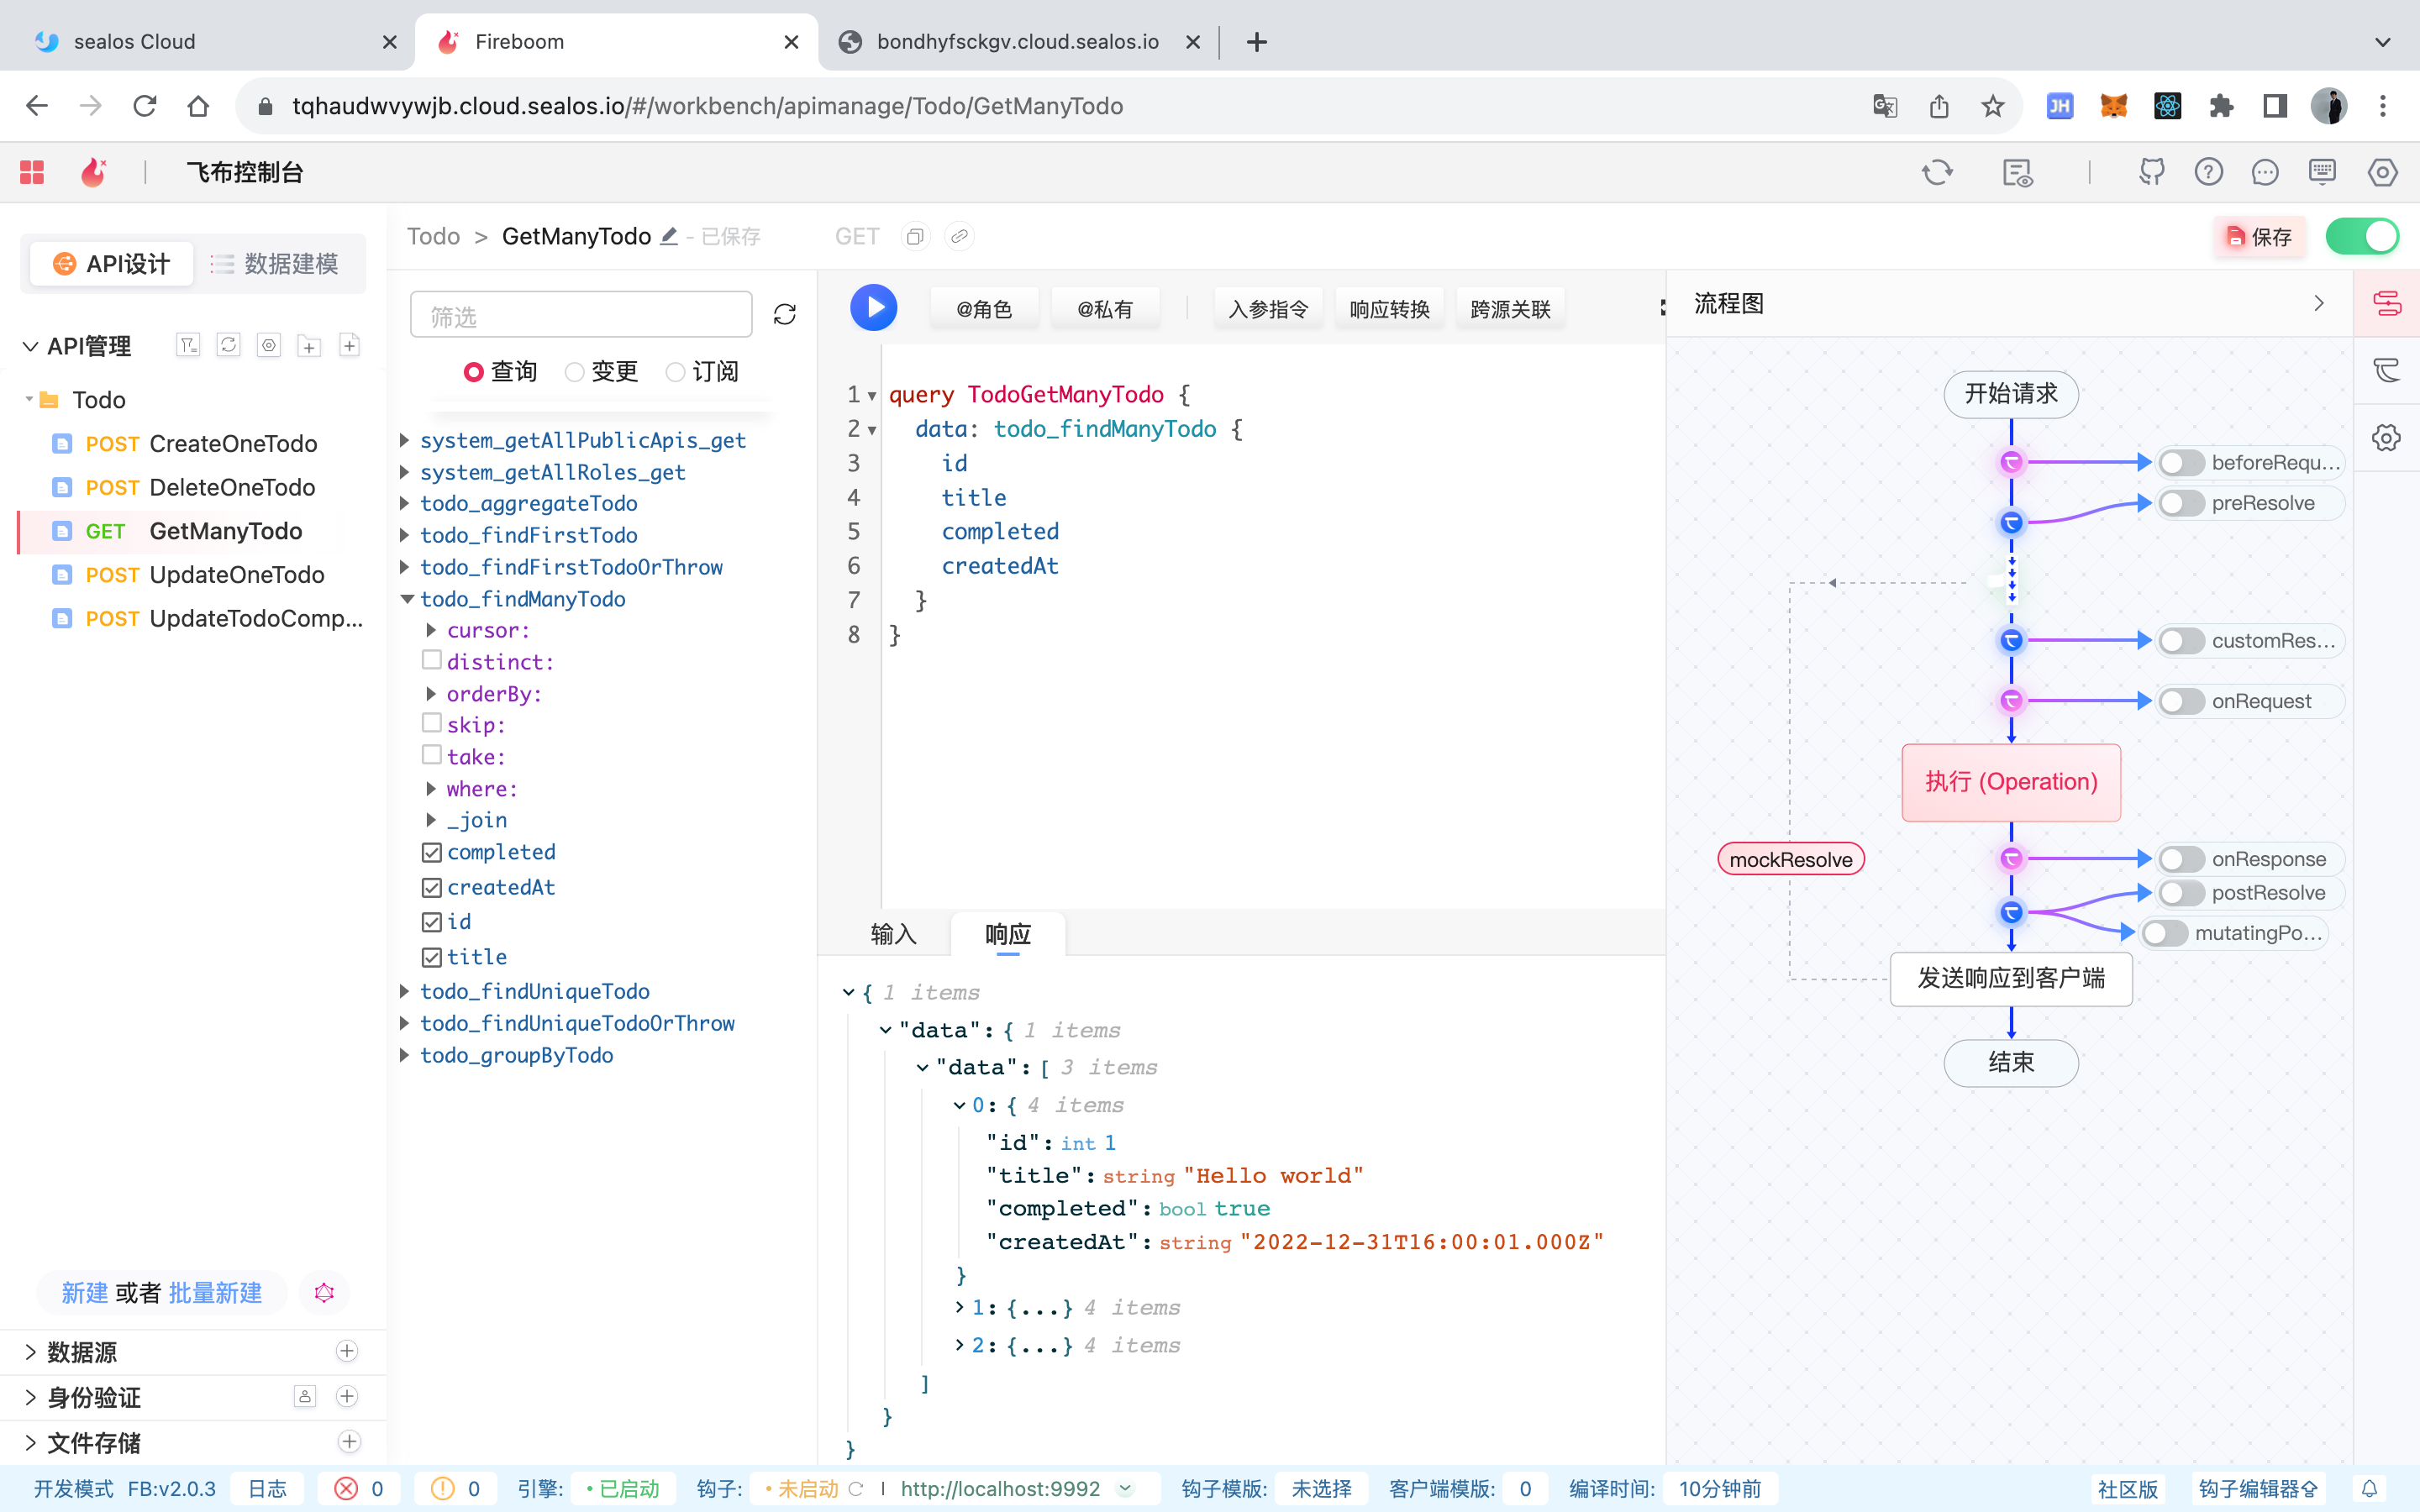 sealos Cloud
Fireboom
bondhyfsckgv.cloud.sealos.io
tqhaudwvywjb.cloud.sealos.io/#/workbench/apimanage/Todo/GetManyTodo
JH
飞布控制台
API设计
数据建模
API管理
Todo
POST CreateOneTodo
POST DeleteOneTodo
GET GetManyTodo
POST UpdateOneTodo
POST UpdateTodoComp...
新建 或者 批量新建
数据源
身份验证
文件存储
Todo > GetManyTodo - 已保存
GET
保存
筛选
查询 变更 订阅
system_getAllPublicApis_get
system_getAllRoles_get
todo_aggregateTodo
todo_findFirstTodo
todo_findFirstTodoOrThrow
todo_findManyTodo
cursor:
distinct:
orderBy:
skip:
take:
where:
_join
completed
createdAt
id
title
todo_findUniqueTodo
todo_findUniqueTodoOrThrow
todo_groupByTodo
@角色 @私有 入参指令 响应转换 跨源关联
1 query TodoGetManyTodo {
2 data: todo_findManyTodo {
3 id
4 title
5 completed
6 createdAt
7 }
8 }
输入 响应
{ 1 items
"data": { 1 items
"data": [ 3 items
0: { 4 items
"id": int 1
"title": string "Hello world"
"completed": bool true
"createdAt": string "2022-12-31T16:00:01.000Z"
}
1: {...} 4 items
2: {...} 4 items
]
}
}
流程图
开始请求
beforeRequ...
preResolve
customRes...
onRequest
执行 (Operation)
mockResolve
onResponse
postResolve
mutatingPo...
发送响应到客户端
结束
开发模式 FB:v2.0.3 日志 0 0 引擎: • 已启动 钩子: • 未启动 | http://localhost:9992 钩子模版: 未选择 客户端模版: 0 编译时间: 10分钟前 社区版 钩子编辑器